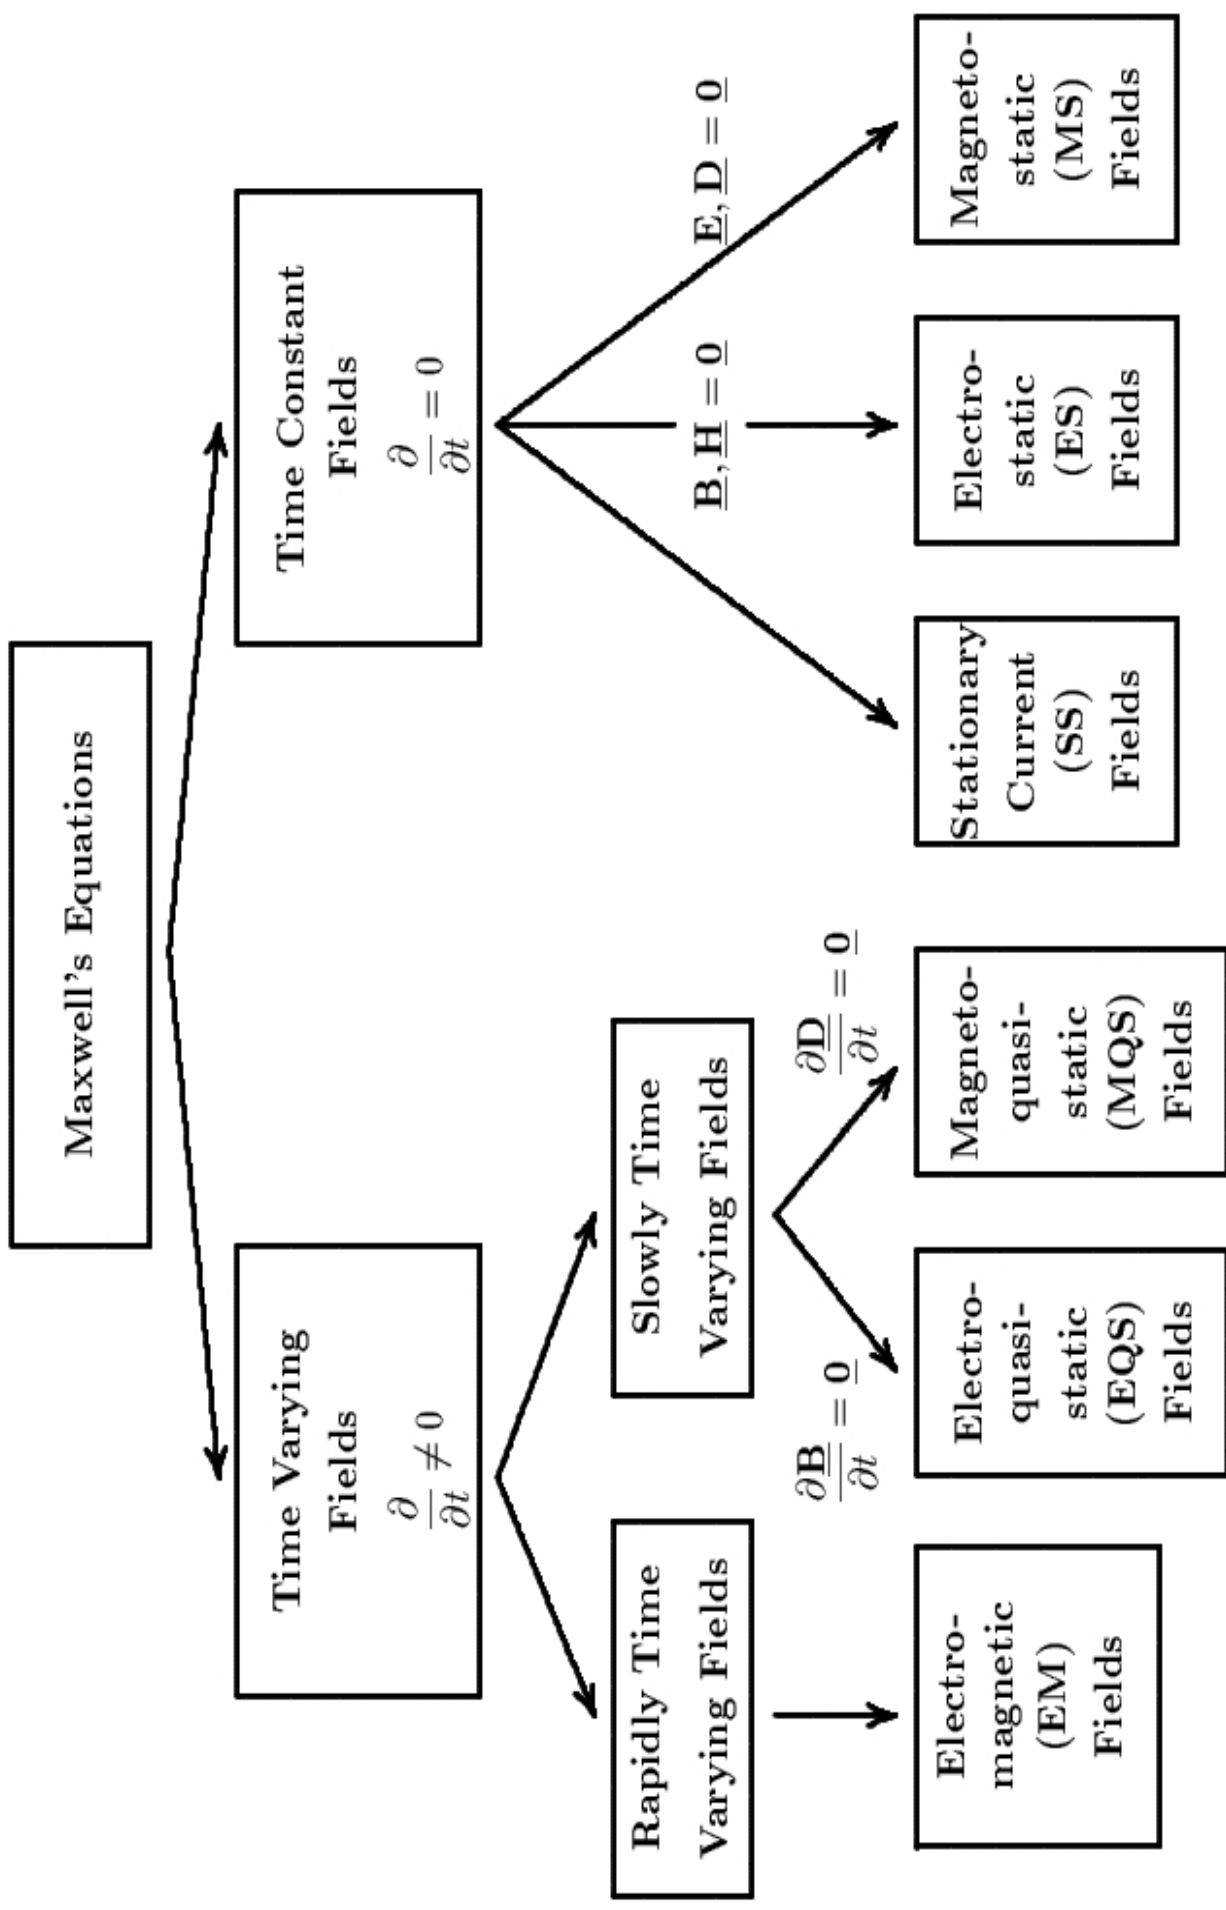 Maxwell's Equations
Time Varying
Fields
∂/∂t ≠ 0
Time Constant
Fields
∂/∂t = 0
Rapidly Time
Varying Fields
Slowly Time
Varying Fields
∂B/∂t = 0
∂D/∂t = 0
B, H = 0
E, D = 0
Electro-
magnetic
(EM)
Fields
Electro-
quasi-
static
(EQS)
Fields
Magneto-
quasi-
static
(MQS)
Fields
Stationary
Current
(SS)
Fields
Electro-
static
(ES)
Fields
Magneto-
static
(MS)
Fields